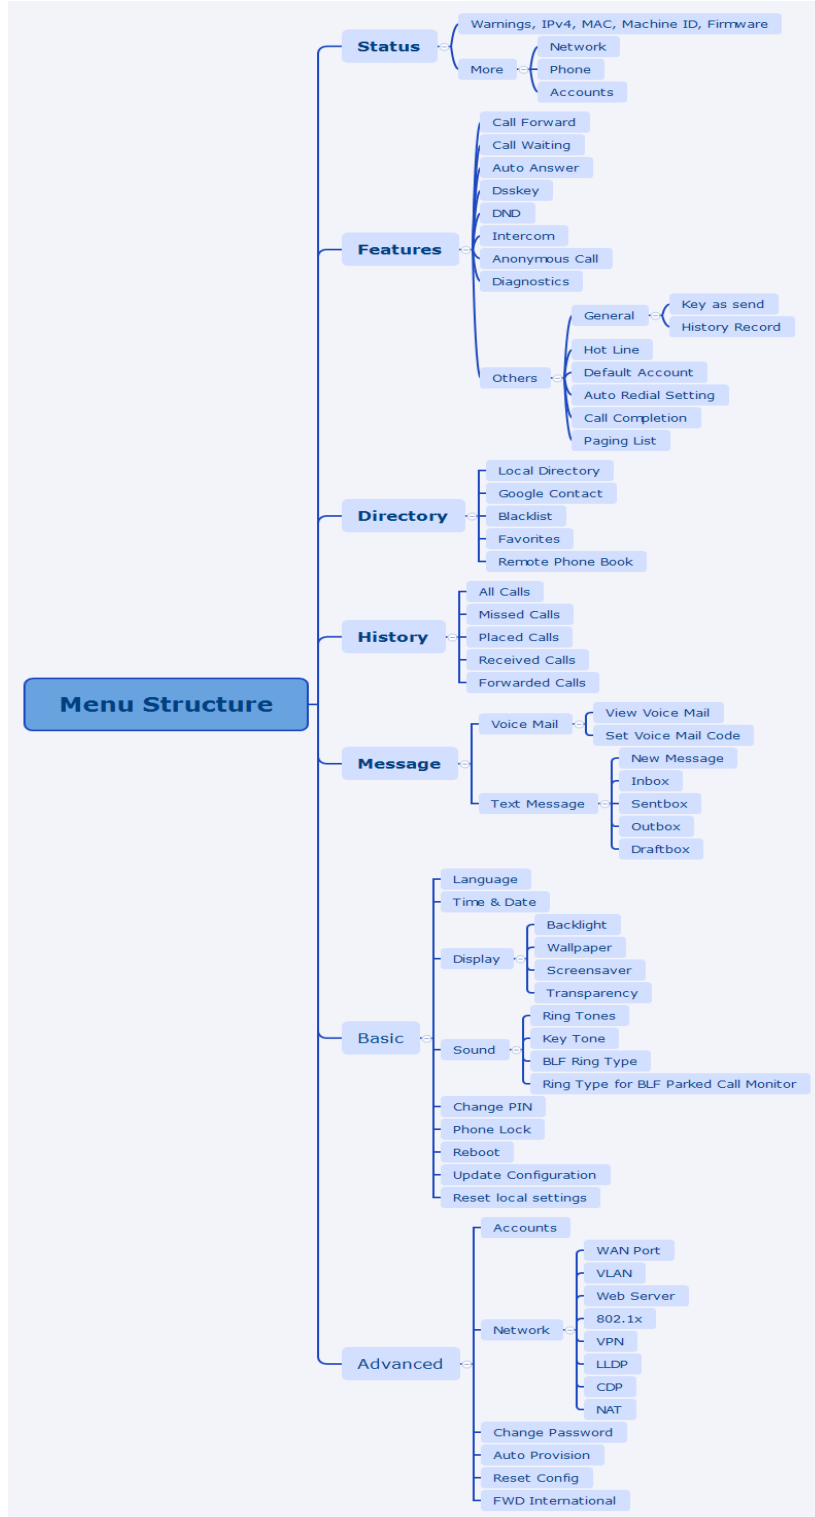 Menu Structure
Status
Warnings, IPv4, MAC, Machine ID, Firmware
More
Network
Phone
Accounts
Features
Call Forward
Call Waiting
Auto Answer
Dsskey
DND
Intercom
Anonymous Call
Diagnostics
Others
General
Key as send
History Record
Hot Line
Default Account
Auto Redial Setting
Call Completion
Paging List
Directory
Local Directory
Google Contact
Blacklist
Favorites
Remote Phone Book
History
All Calls
Missed Calls
Placed Calls
Received Calls
Forwarded Calls
Message
Voice Mail
View Voice Mail
Set Voice Mail Code
Text Message
New Message
Inbox
Sentbox
Outbox
Draftbox
Basic
Language
Time & Date
Display
Backlight
Wallpaper
Screensaver
Transparency
Sound
Ring Tones
Key Tone
BLF Ring Type
Ring Type for BLF Parked Call Monitor
Change PIN
Phone Lock
Reboot
Update Configuration
Reset local settings
Advanced
Accounts
Network
WAN Port
VLAN
Web Server
802.1x
VPN
LLDP
CDP
NAT
Change Password
Auto Provision
Reset Config
FWD International